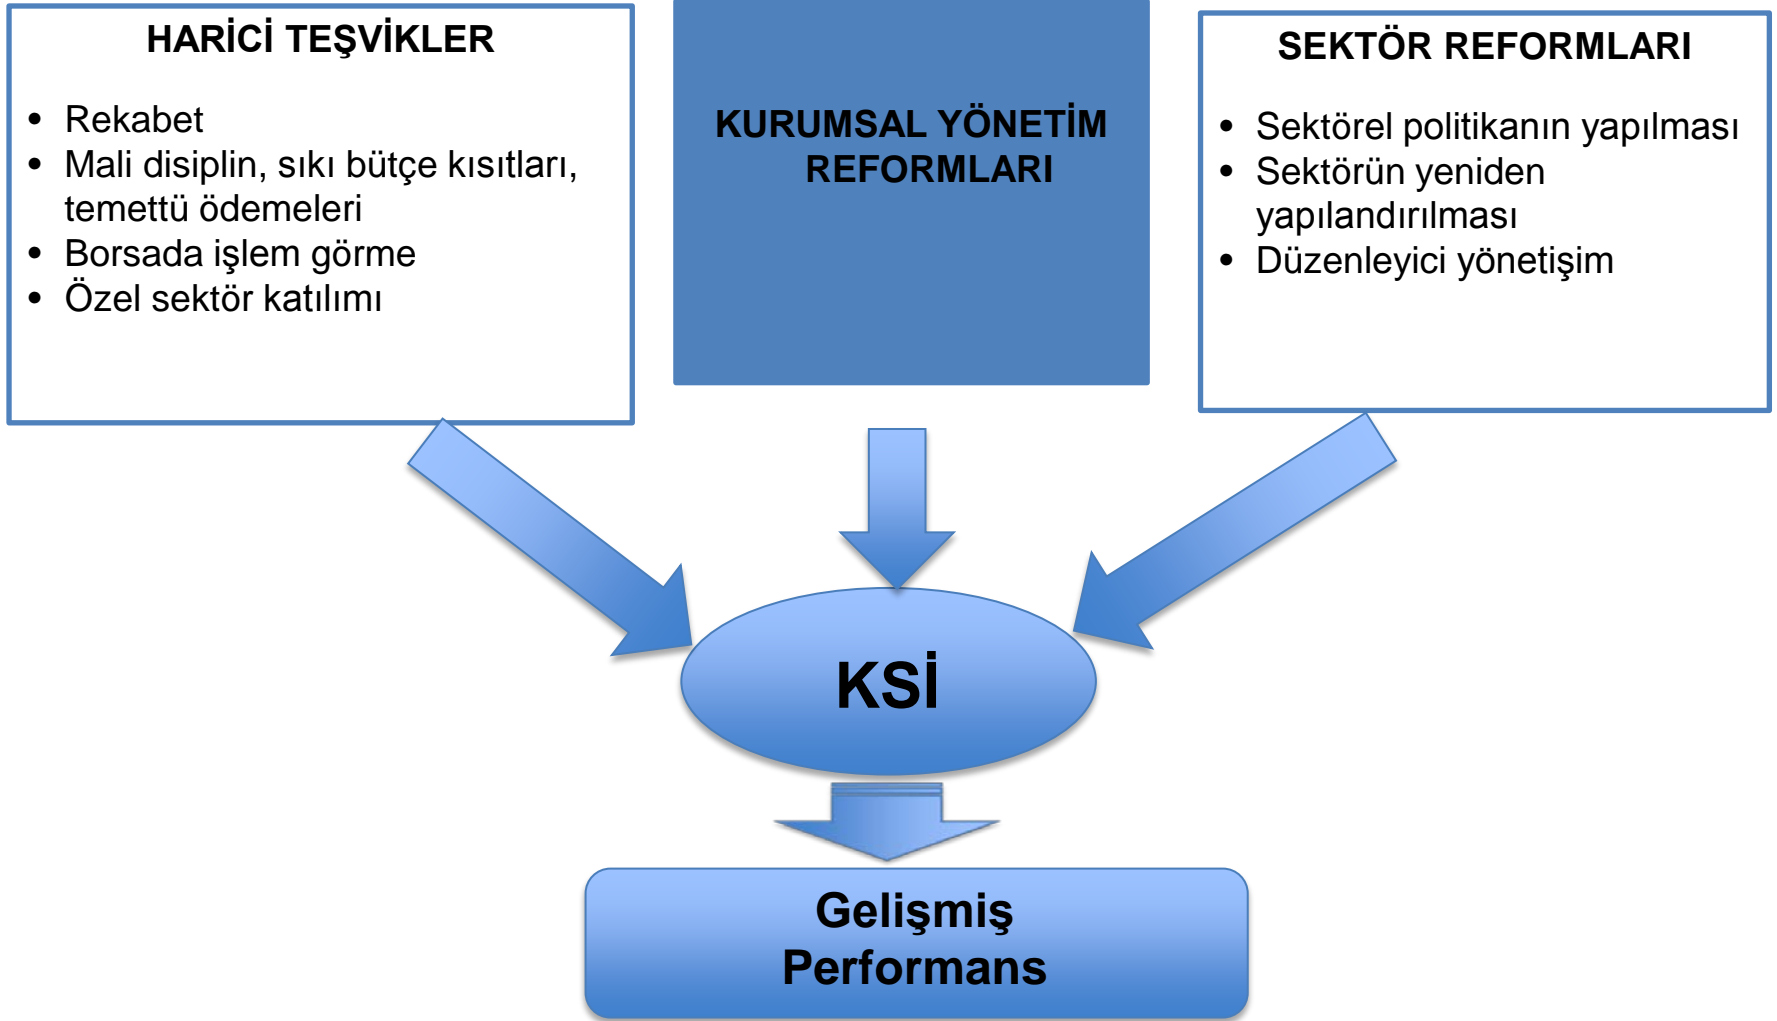 HARİCİ TEŞVİKLER
• Rekabet
• Mali disiplin, sıkı bütçe kısıtları,
temettü ödemeleri
• Borsada işlem görme
• Özel sektör katılımı
KURUMSAL YÖNETİM
REFORMLARI
SEKTÖR REFORMLARI
• Sektörel politikanın yapılması
• Sektörün yeniden
yapılandırılması
• Düzenleyici yönetişim
KSİ
Gelişmiş
Performans